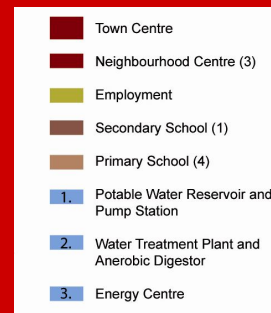 Town Centre
Neighbourhood Centre (3)
Employment
Secondary School (1)
Primary School (4)
1. Potable Water Reservoir and
Pump Station
2. Water Treatment Plant and
Anerobic Digestor
3. Energy Centre